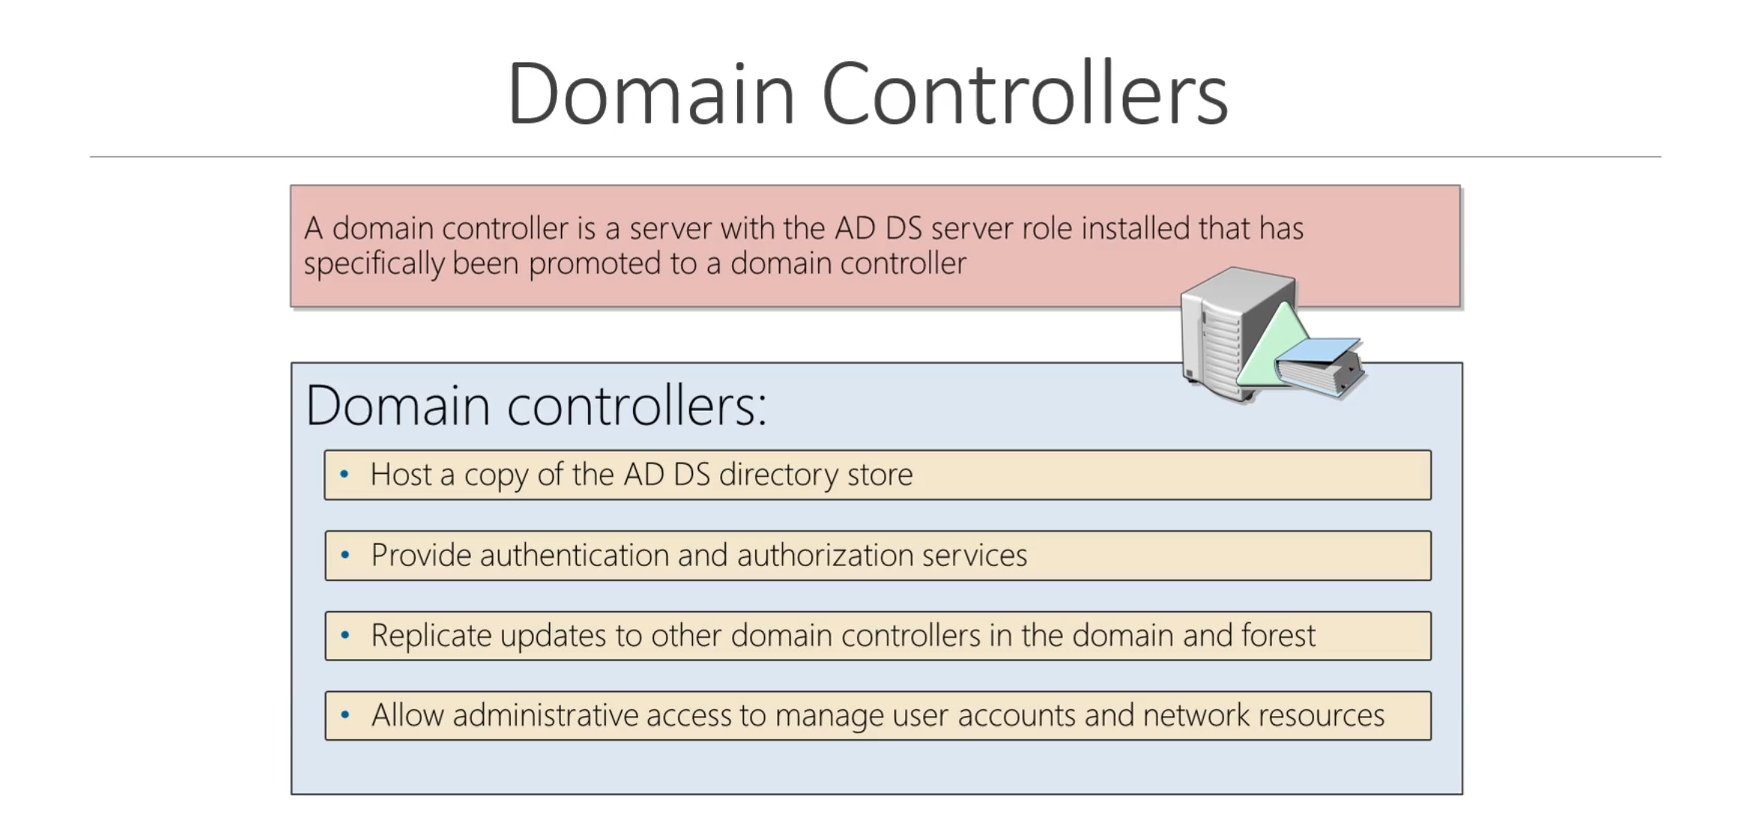 Domain Controllers
A domain controller is a server with the AD DS server role installed that has
specifically been promoted to a domain controller
Domain controllers:
• Host a copy of the AD DS directory store
• Provide authentication and authorization services
• Replicate updates to other domain controllers in the domain and forest
• Allow administrative access to manage user accounts and network resources